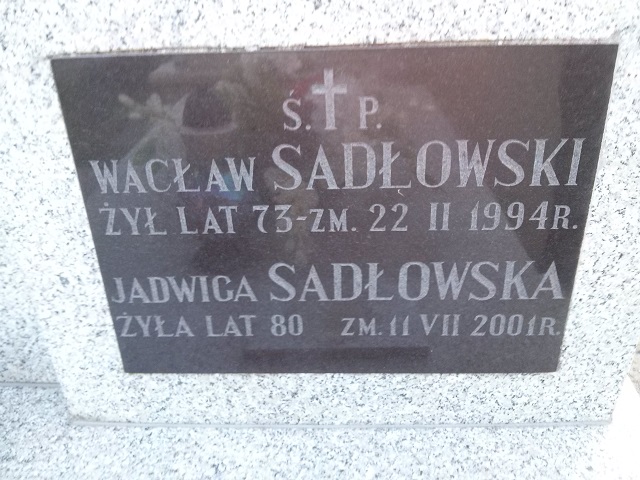 Ś.†P.
WACŁAW SADŁOWSKI
ŻYŁ LAT 73-ZM. 22 II 1994R.
JADWIGA SADŁOWSKA
ŻYŁA LAT 80 ZM. 11 VII 2001R.